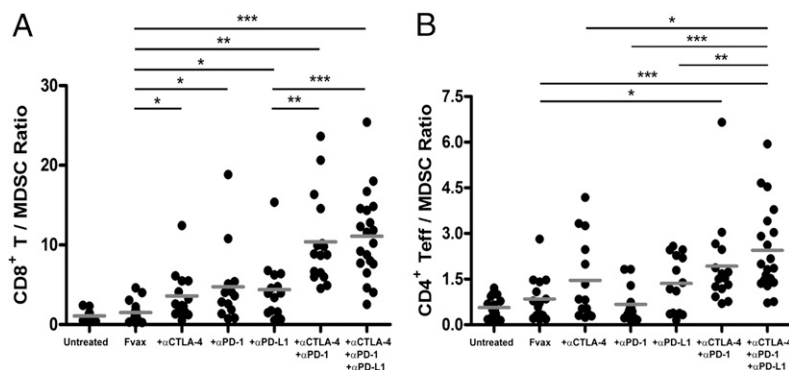 A
***
**
*
*
***
*
**
30
20
10
0
CD8+ T / MDSC Ratio
Untreated
Fvax
+αCTLA-4
+αPD-1
+αPD-L1
+αCTLA-4
+αPD-1
+αCTLA-4
+αPD-1
+αPD-L1
B
*
***
**
***
*
7.5
6.0
4.5
3.0
1.5
0.0
CD4+ Teff / MDSC Ratio
Untreated
Fvax
+αCTLA-4
+αPD-1
+αPD-L1
+αCTLA-4
+αPD-1
+αCTLA-4
+αPD-1
+αPD-L1